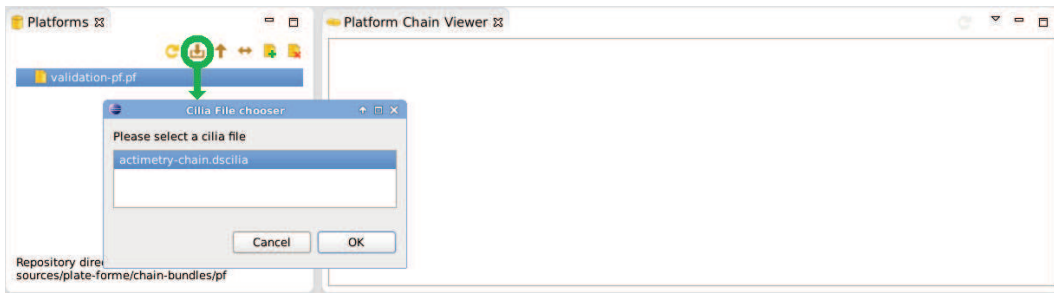 Platforms
Platform Chain Viewer
validation-pf.pf
Cilia File chooser
Please select a cilia file
actimetry-chain.dscilia
Cancel
OK
Repository dire
sources/plate-forme/chain-bundles/pf